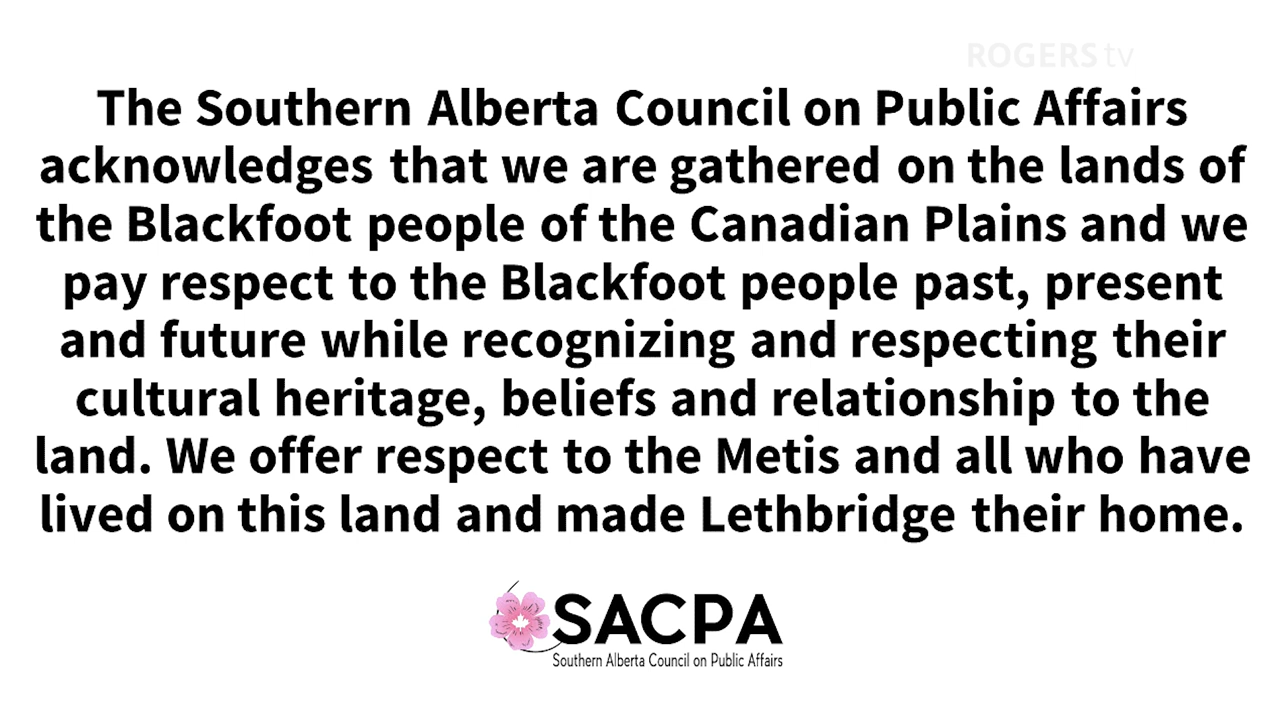 ROGERS tv
The Southern Alberta Council on Public Affairs
acknowledges that we are gathered on the lands of
the Blackfoot people of the Canadian Plains and we
pay respect to the Blackfoot people past, present
and future while recognizing and respecting their
cultural heritage, beliefs and relationship to the
land. We offer respect to the Metis and all who have
lived on this land and made Lethbridge their home.
SACPA
Southern Alberta Council on Public Affairs